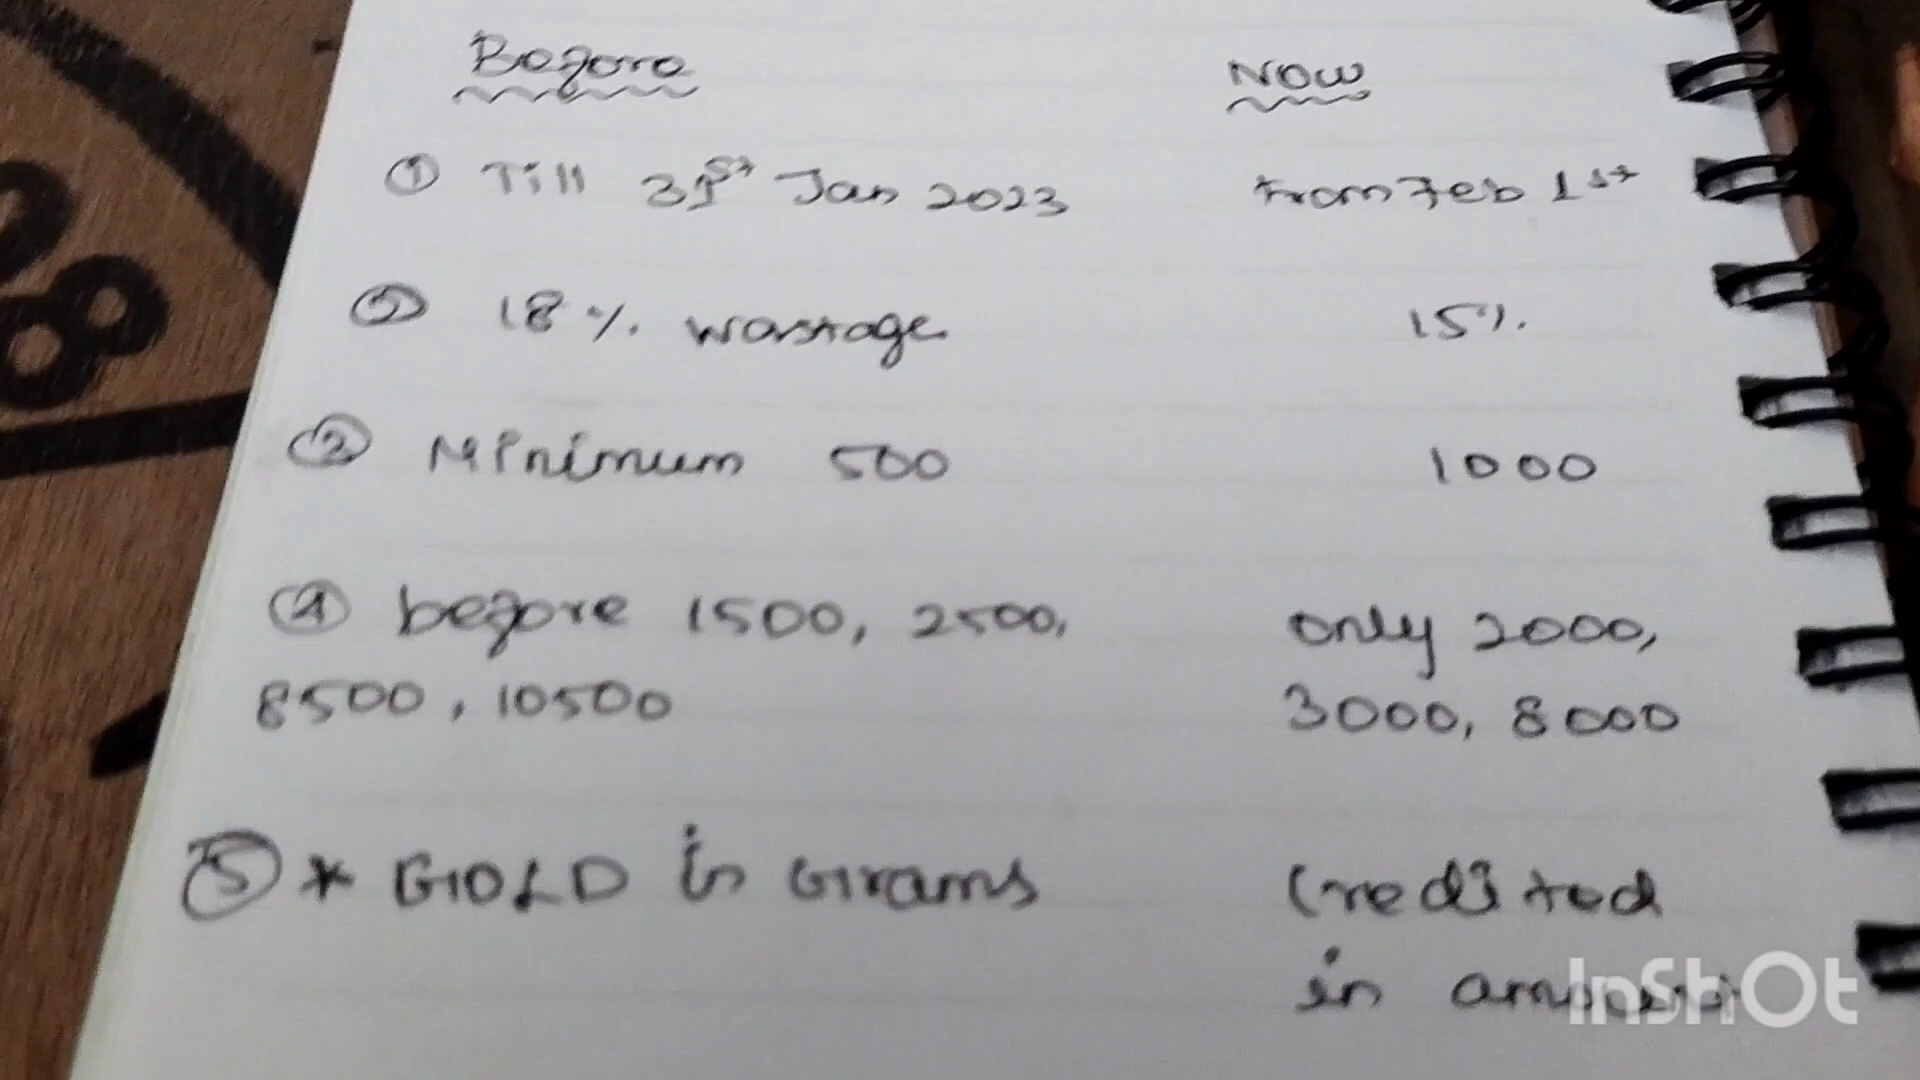 Before Now
① Till 31st Jan 2023 from Feb 1st
② 18% wastage 15%
③ Minimum 500 1000
④ before 1500, 2500, only 2000,
8500, 10500 3000, 8000
⑤ * GOLD in Grams Credited
in amount
InShOt